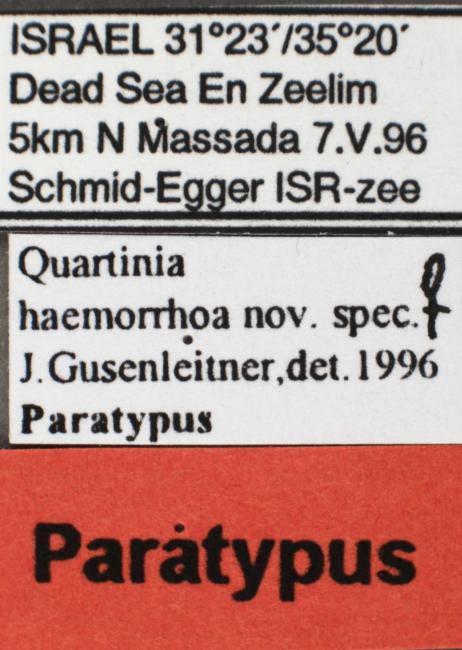 ISRAEL 31°23´/35°20´
Dead Sea En Zeelim
5km N Massada 7.V.96
Schmid-Egger ISR-zee
Quartinia
haemorrhoa nov. spec. ♀
J.Gusenleitner,det.1996
Paratypus
Paratypus